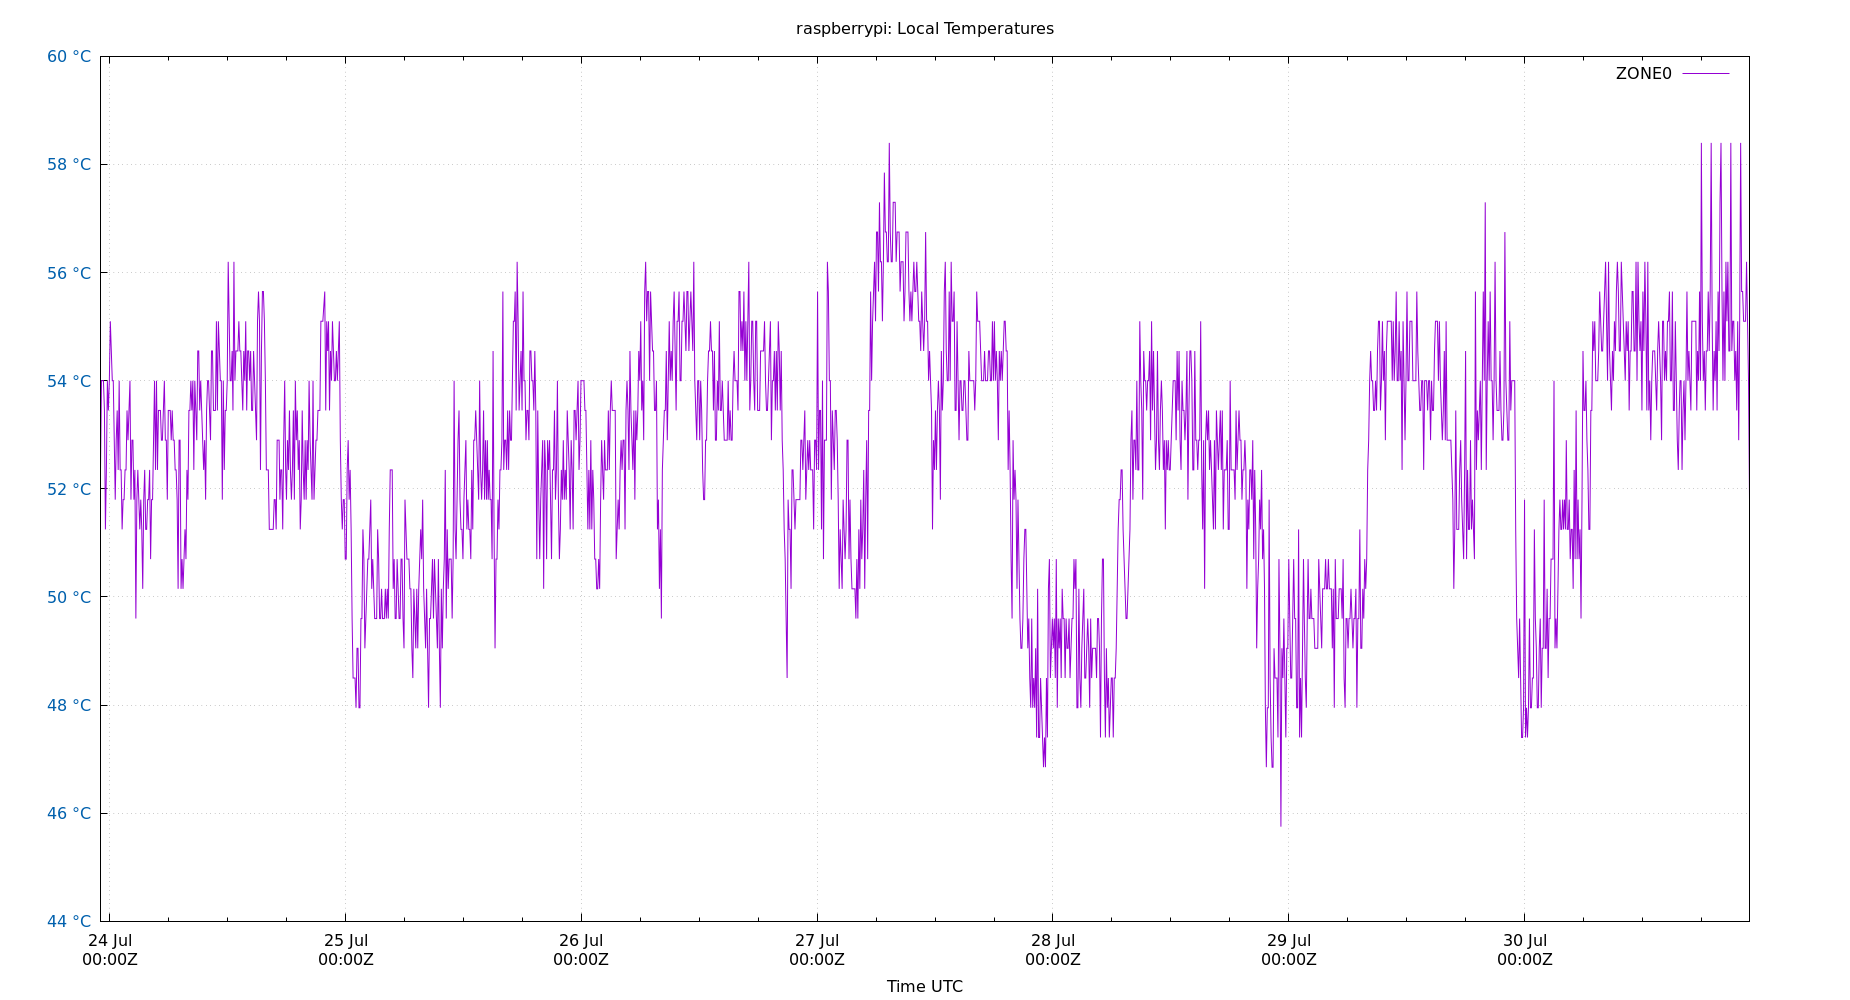 raspberrypi: Local Temperatures
60 °C
ZONE0
58 °C
56 °C
54 °C
52 °C
50 °C
48 °C
46 °C
44 °C
24 Jul 25 Jul 26 Jul 27 Jul 28 Jul 29 Jul 30 Jul
00:00Z 00:00Z 00:00Z 00:00Z 00:00Z 00:00Z 00:00Z
Time UTC